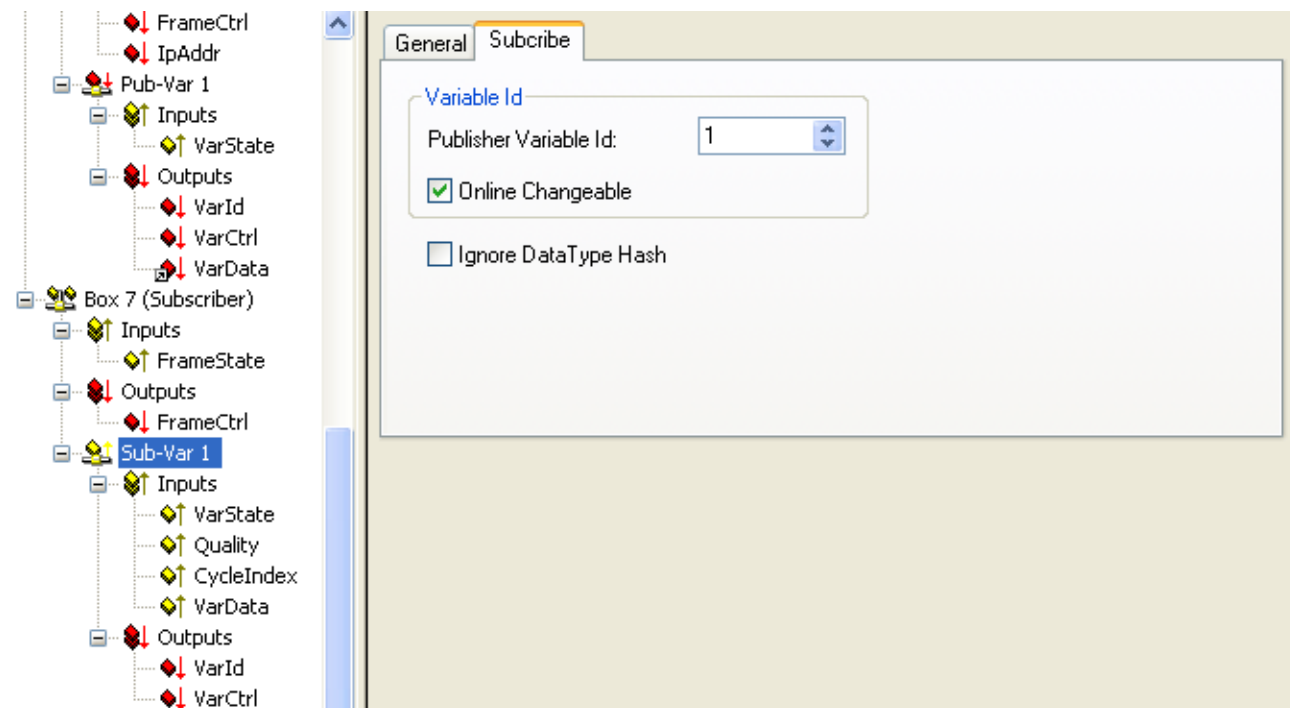 FrameCtrl
IpAddr
Pub-Var 1
Inputs
VarState
Outputs
VarId
VarCtrl
VarData
Box 7 (Subscriber)
Inputs
FrameState
Outputs
FrameCtrl
Sub-Var 1
Inputs
VarState
Quality
CycleIndex
VarData
Outputs
VarId
VarCtrl
General Subcribe
Variable Id
Publisher Variable Id: 1
Online Changeable
Ignore DataType Hash